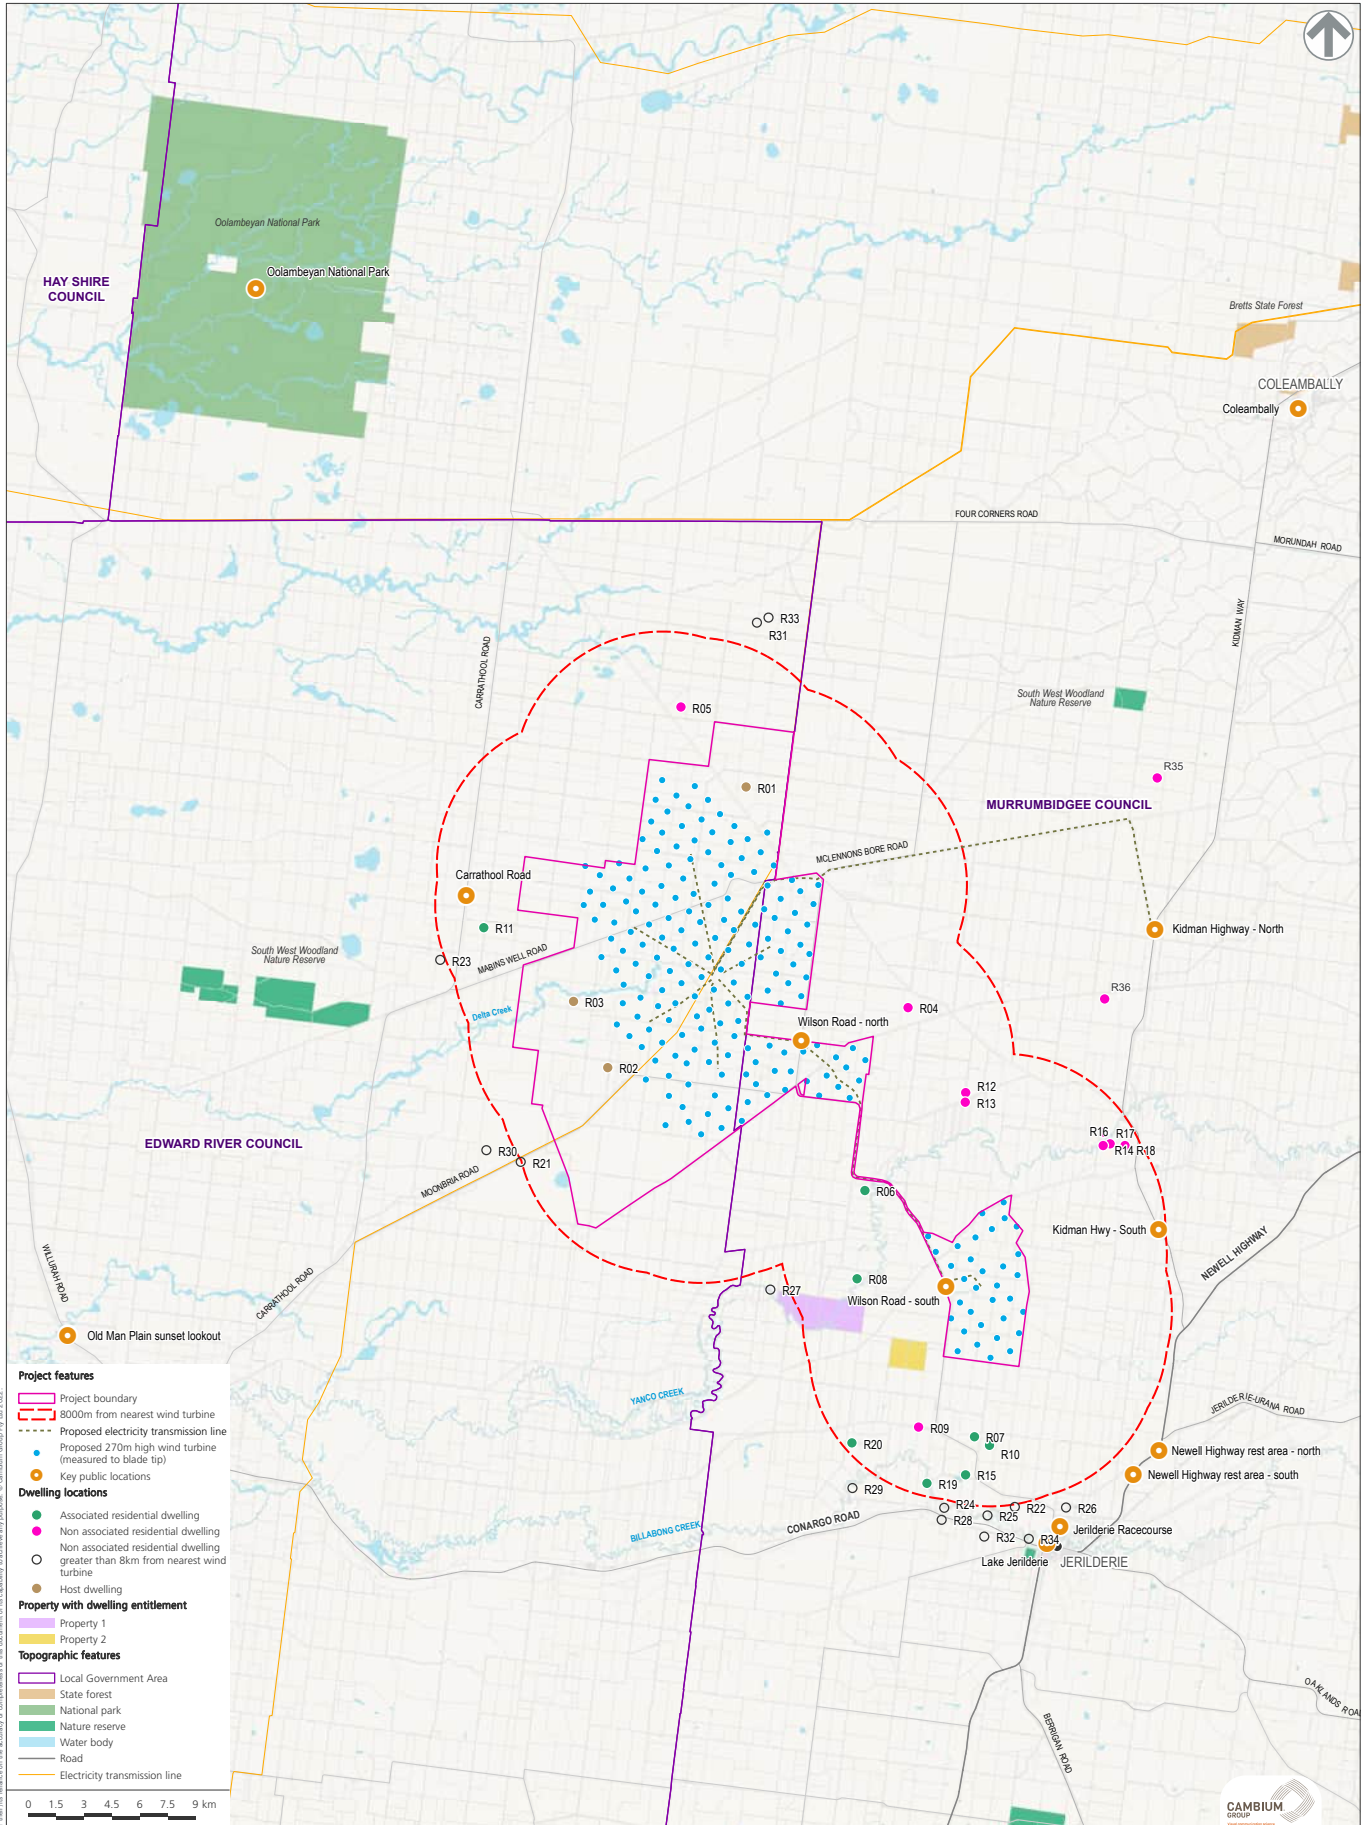 Oolambeyan National Park
Oolambeyan National Park
HAY SHIRE
COUNCIL
Bretts State Forest
COLEAMBALLY
Coleambally
FOUR CORNERS ROAD
MORUNDAH ROAD
KIDMAN WAY
CARRATHOOL ROAD
R33
R31
South West Woodland
Nature Reserve
R05
R35
R01
MURRUMBIDGEE COUNCIL
MCLENNONS BORE ROAD
Carrathool Road
R11
Kidman Highway - North
South West Woodland
Nature Reserve
R23
MABINS WELL ROAD
R03
Delta Creek
R36
R04
Wilson Road - north
R02
R12
R13
EDWARD RIVER COUNCIL
R16
R17
R14
R18
R30
R21
MOONBRIA ROAD
R06
Kidman Hwy - South
NEWELL HIGHWAY
WILLURAH ROAD
CARRATHOOL ROAD
R08
R27
Wilson Road - south
Old Man Plain sunset lookout
YANCO CREEK
JERILDERIE-URANA ROAD
R09
R07
R10
R20
Newell Highway rest area - north
Newell Highway rest area - south
R15
R19
R29
R24
R22
R26
R28
R25
CONARGO ROAD
BILLABONG CREEK
Jerilderie Racecourse
R32
R34
Lake Jerilderie
JERILDERIE
OAKLANDS ROAD
BERRIGAN ROAD
Project features
Project boundary
8000m from nearest wind turbine
Proposed electricity transmission line
Proposed 270m high wind turbine
(measured to blade tip)
Key public locations
Dwelling locations
Associated residential dwelling
Non associated residential dwelling
Non associated residential dwelling
greater than 8km from nearest wind
turbine
Host dwelling
Property with dwelling entitlement
Property 1
Property 2
Topographic features
Local Government Area
State forest
National park
Nature reserve
Water body
Road
Electricity transmission line
0 1.5 3 4.5 6 7.5 9 km
CAMBIUM
GROUP